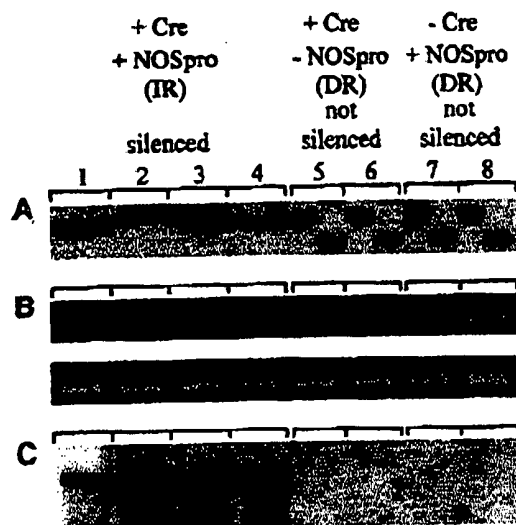 + Cre + Cre - Cre
+ NOSpro - NOSpro + NOSpro
(IR) (DR) (DR)
not not
silenced silenced silenced
1 2 3 4 5 6 7 8
A
B
C